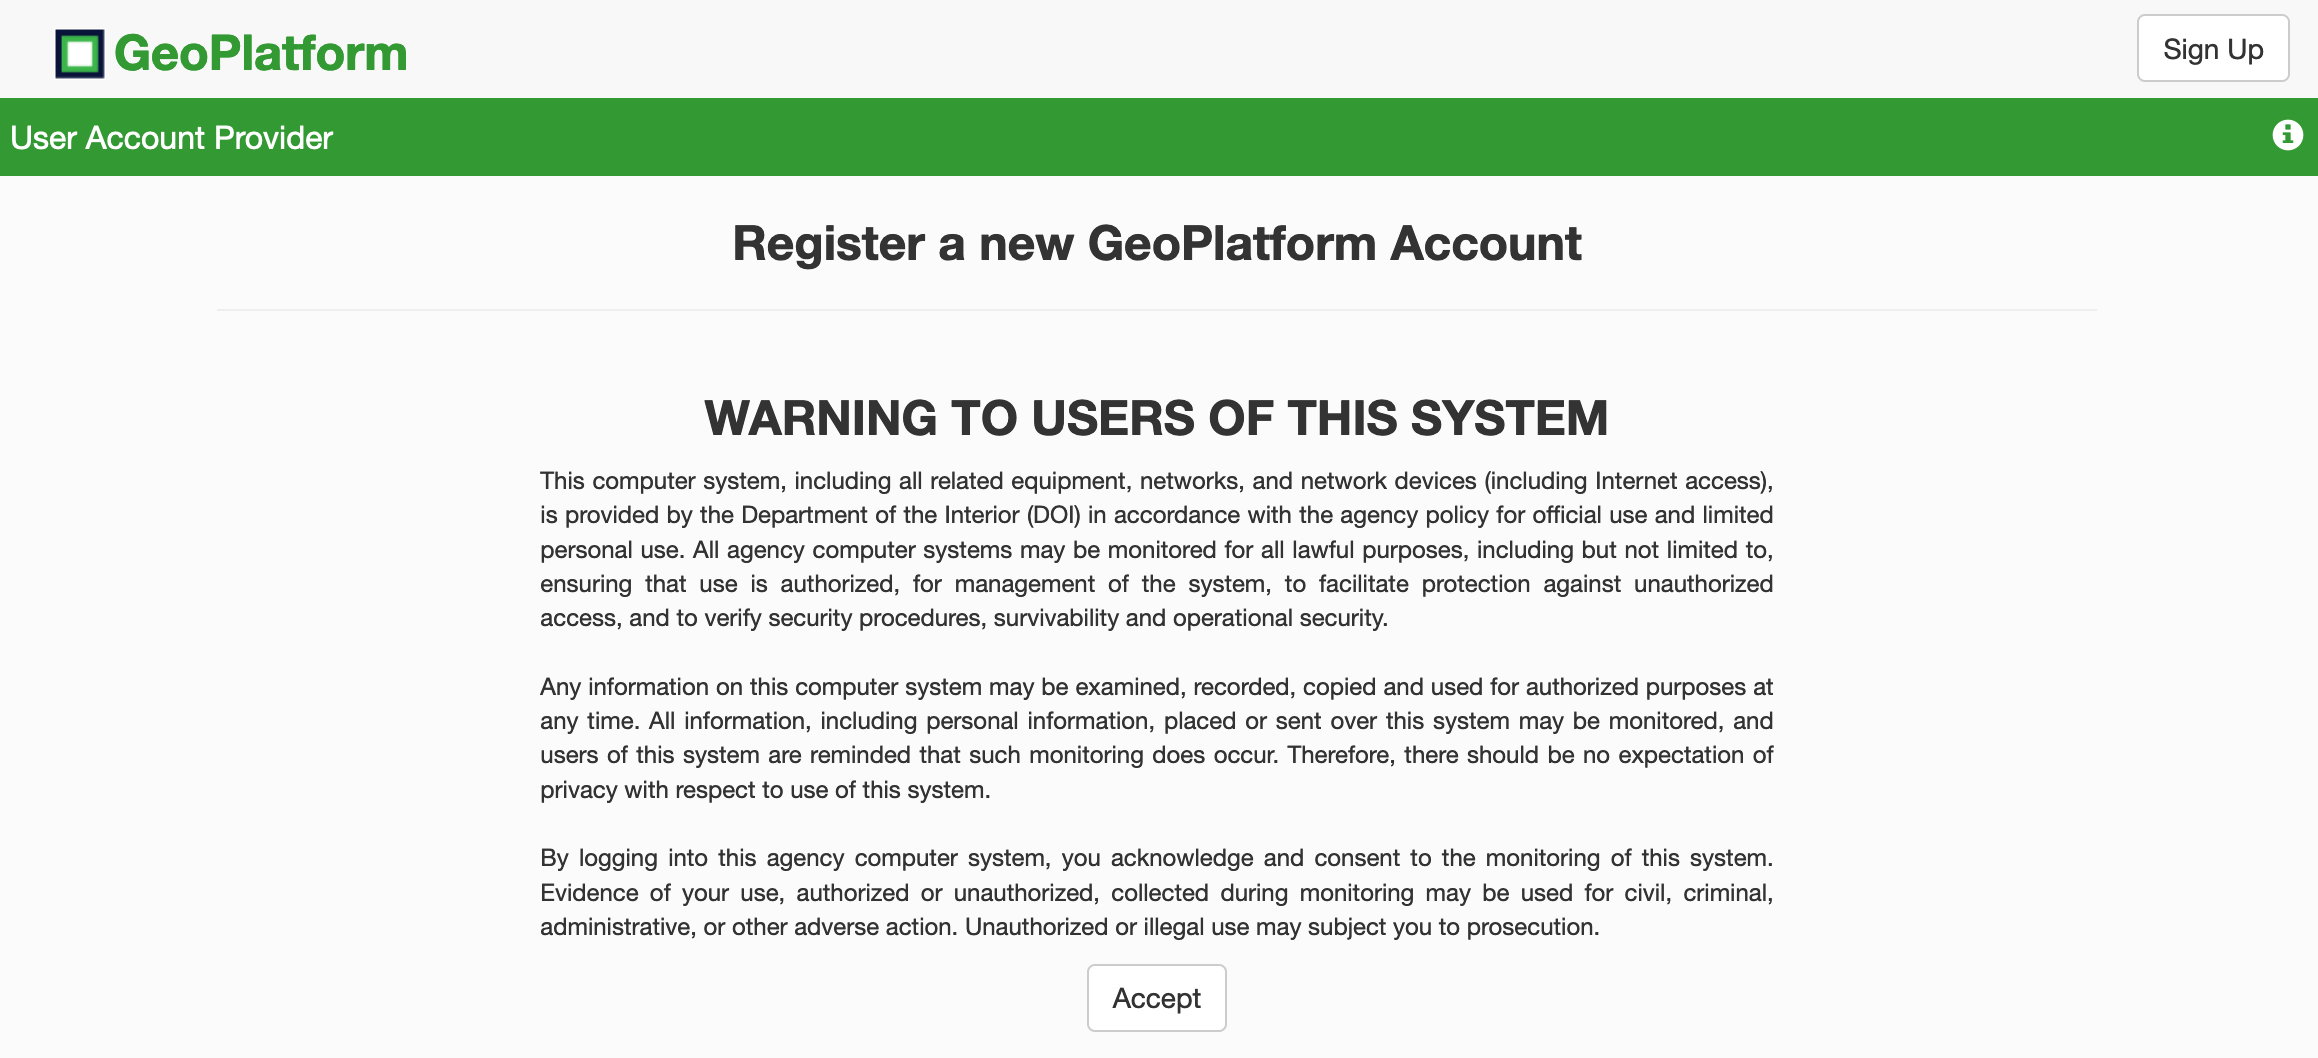 GeoPlatform
Sign Up
User Account Provider
Register a new GeoPlatform Account
WARNING TO USERS OF THIS SYSTEM
This computer system, including all related equipment, networks, and network devices (including Internet access),
is provided by the Department of the Interior (DOI) in accordance with the agency policy for official use and limited
personal use. All agency computer systems may be monitored for all lawful purposes, including but not limited to,
ensuring that use is authorized, for management of the system, to facilitate protection against unauthorized
access, and to verify security procedures, survivability and operational security.
Any information on this computer system may be examined, recorded, copied and used for authorized purposes at
any time. All information, including personal information, placed or sent over this system may be monitored, and
users of this system are reminded that such monitoring does occur. Therefore, there should be no expectation of
privacy with respect to use of this system.
By logging into this agency computer system, you acknowledge and consent to the monitoring of this system.
Evidence of your use, authorized or unauthorized, collected during monitoring may be used for civil, criminal,
administrative, or other adverse action. Unauthorized or illegal use may subject you to prosecution.
Accept